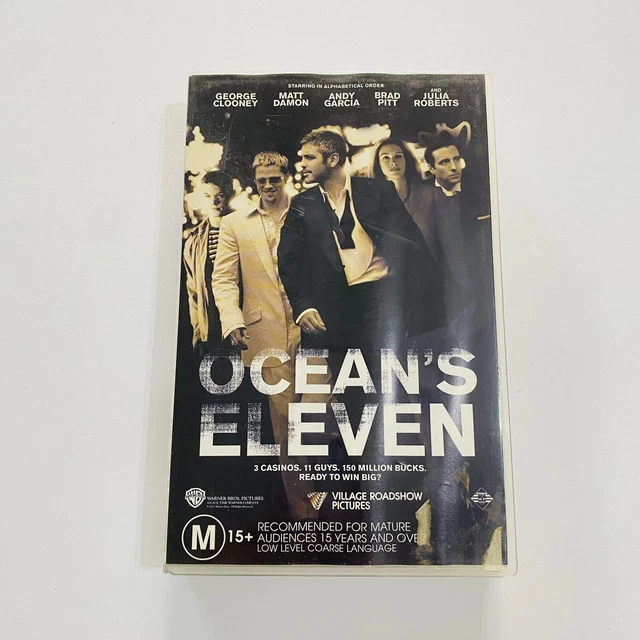 STARRING IN ALPHABETICAL ORDER
GEORGE CLOONEY
MATT DAMON
ANDY GARCIA
BRAD PITT
AND JULIA ROBERTS
OCEAN'S
ELEVEN
3 CASINOS. 11 GUYS. 150 MILLION BUCKS.
READY TO WIN BIG?
WB
WARNER BROS. PICTURES
VILLAGE ROADSHOW
PICTURES
M 15+
RECOMMENDED FOR MATURE
AUDIENCES 15 YEARS AND OVER
LOW LEVEL COARSE LANGUAGE